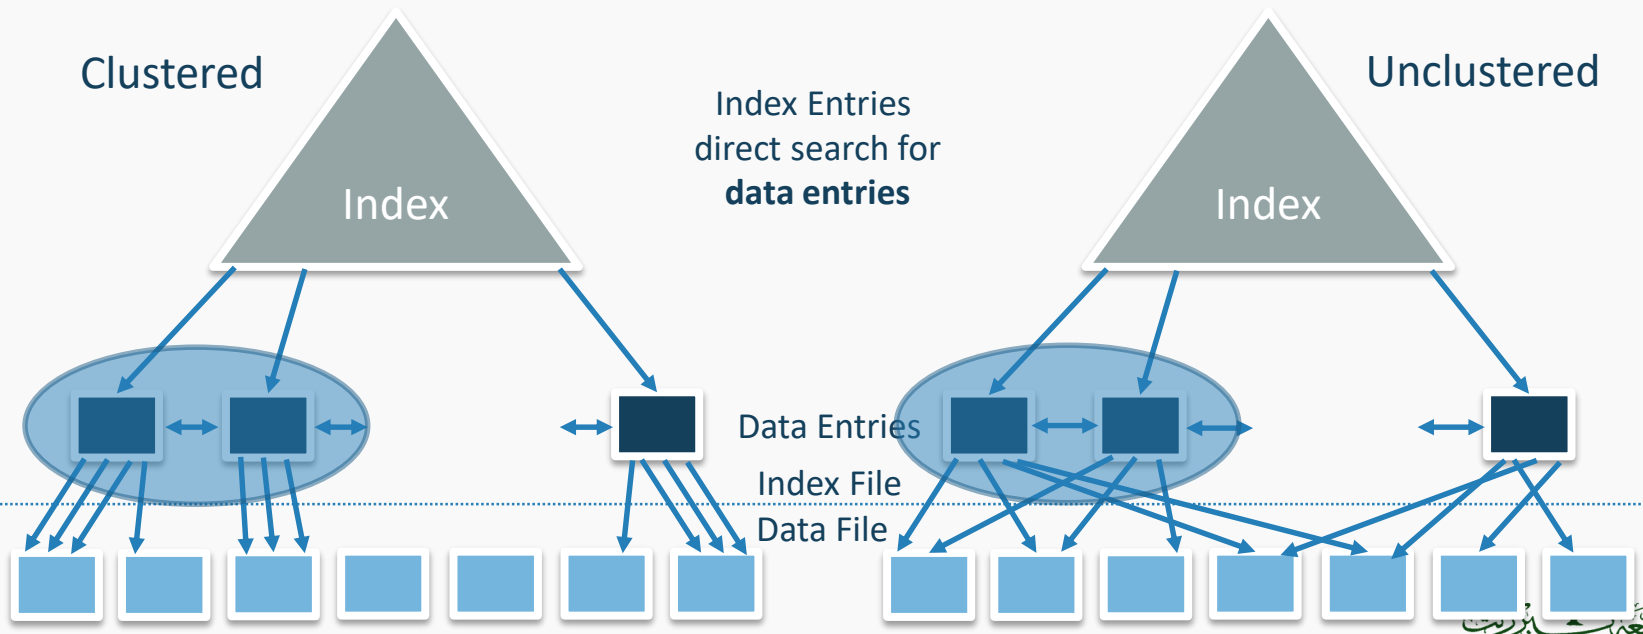 Clustered
Index
Index Entries
direct search for
data entries
Unclustered
Index
Data Entries
Index File
Data File